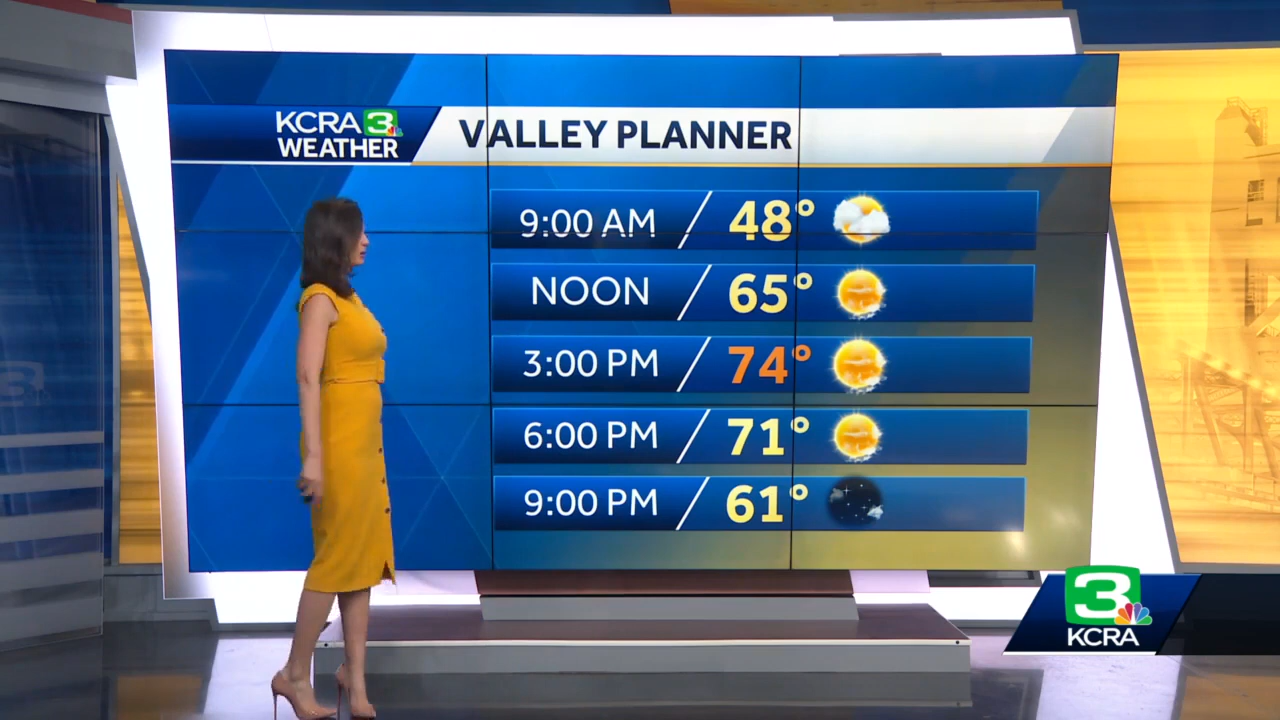 KCRA 3
WEATHER
VALLEY PLANNER
9:00 AM 48°
NOON 65°
3:00 PM 74°
6:00 PM 71°
9:00 PM 61°
3
3
KCRA